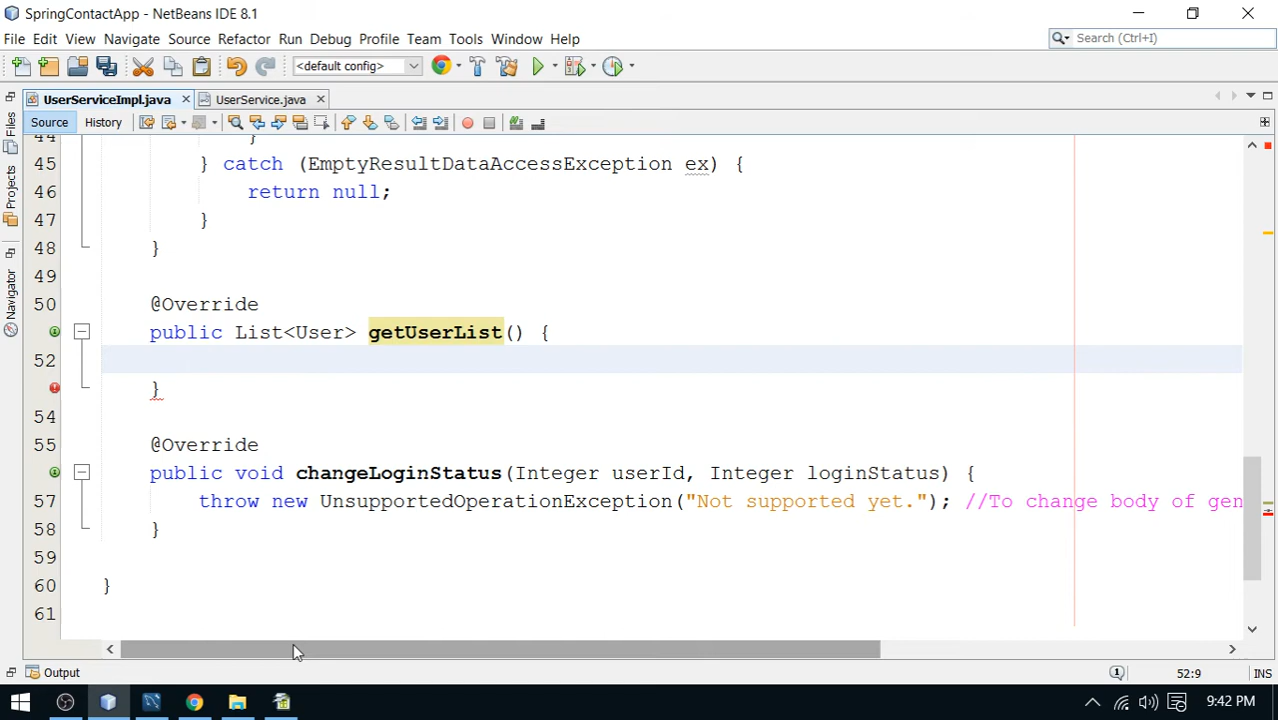 SpringContactApp - NetBeans IDE 8.1
File Edit View Navigate Source Refactor Run Debug Profile Team Tools Window Help
Search (Ctrl+I)
<default config>
UserServiceImpl.java UserService.java
Source History
Files
Projects
Navigator
44 }
45 } catch (EmptyResultDataAccessException ex) {
46 return null;
47 }
48 }
49
50 @Override
public List<User> getUserList() {
52
}
54
55 @Override
public void changeLoginStatus(Integer userId, Integer loginStatus) {
57 throw new UnsupportedOperationException("Not supported yet."); //To change body of gen
58 }
59
60 }
61
Output
1
52:9
INS
9:42 PM